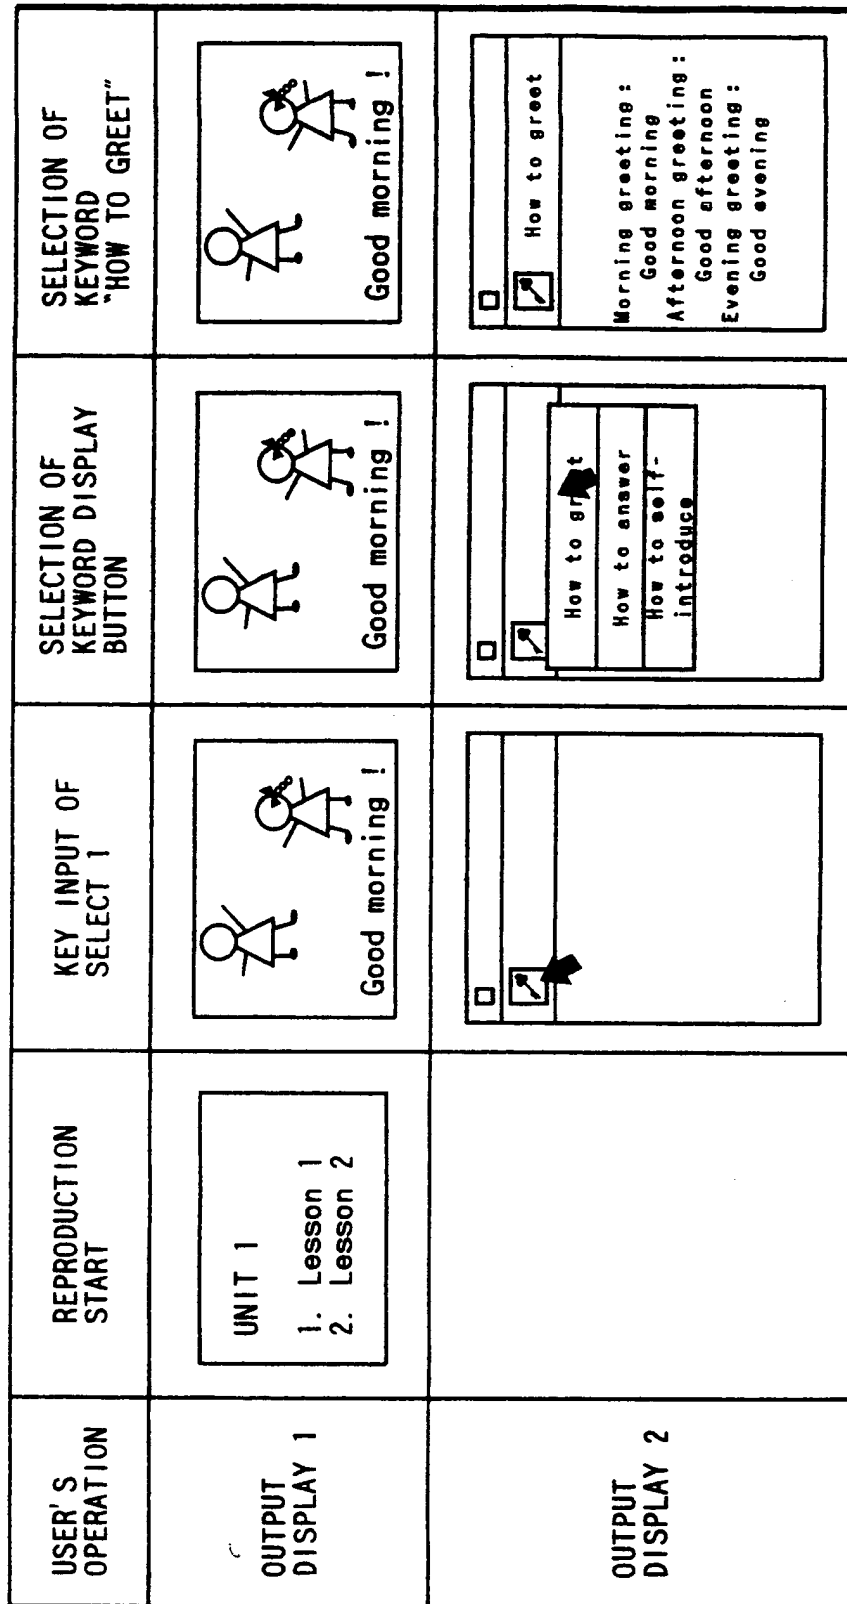 USER'S
OPERATION
REPRODUCTION
START
KEY INPUT OF
SELECT 1
SELECTION OF
KEYWORD DISPLAY
BUTTON
SELECTION OF
KEYWORD
"HOW TO GREET"
OUTPUT
DISPLAY 1
UNIT 1
1. Lesson 1
2. Lesson 2
Good morning !
Good morning !
Good morning !
OUTPUT
DISPLAY 2
How to gr t
How to answer
How to self-
introduce
How to greet
Morning greeting:
Good morning
Afternoon greeting:
Good afternoon
Evening greeting:
Good evening